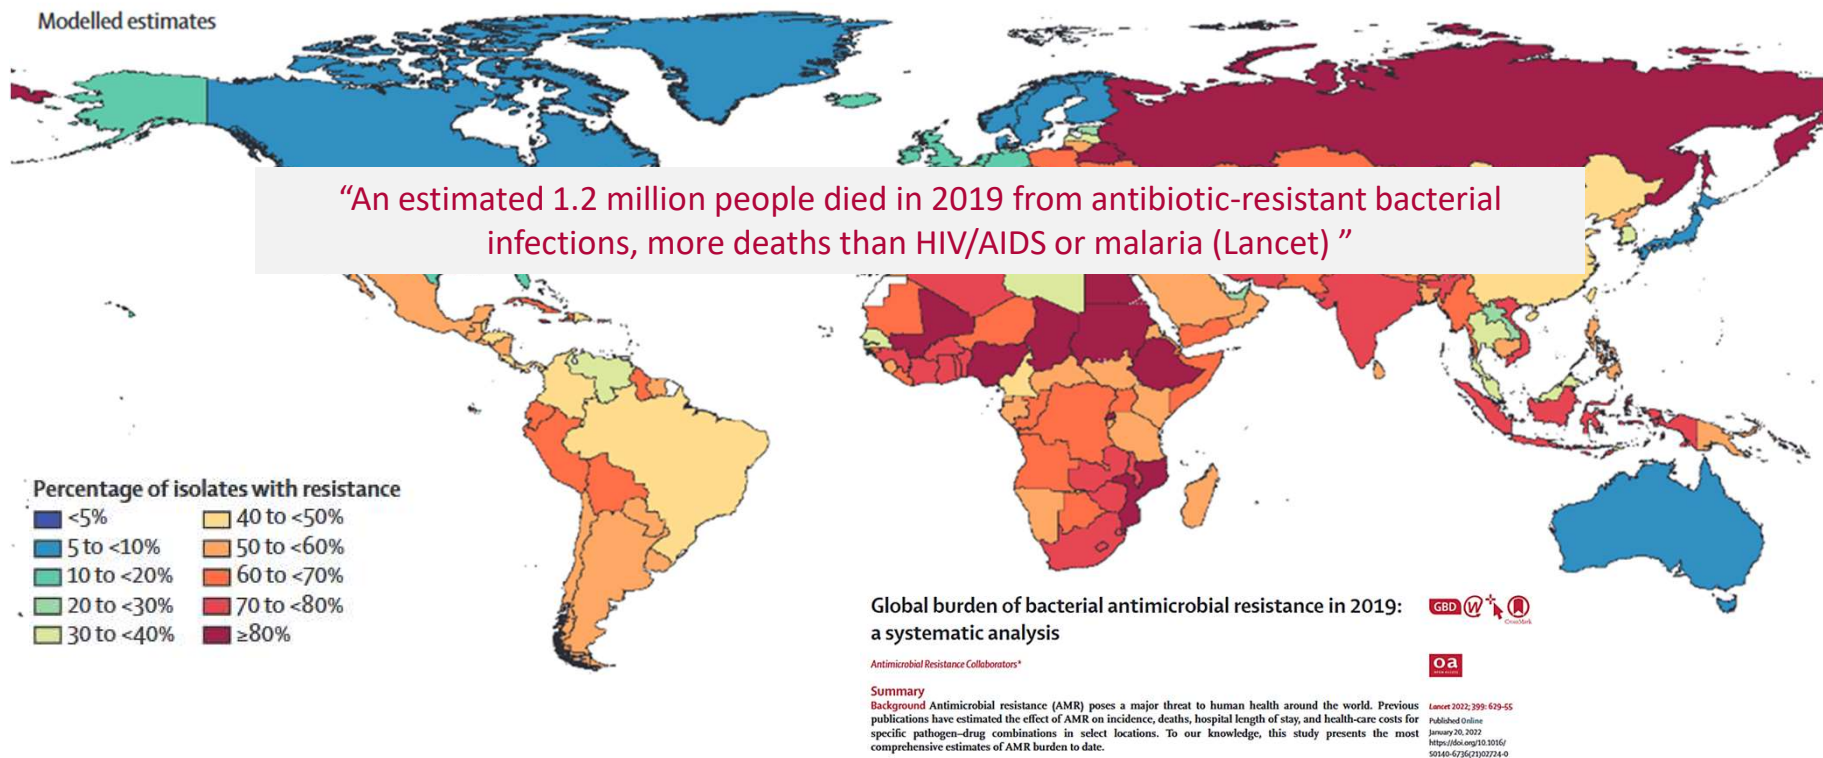 Modelled estimates
“An estimated 1.2 million people died in 2019 from antibiotic-resistant bacterial
infections, more deaths than HIV/AIDS or malaria (Lancet) ”
Percentage of isolates with resistance
<5%
5 to <10%
10 to <20%
20 to <30%
30 to <40%
40 to <50%
50 to <60%
60 to <70%
70 to <80%
≥80%
Global burden of bacterial antimicrobial resistance in 2019:
a systematic analysis
GBD
CrossMark
Antimicrobial Resistance Collaborators*
oa
OPEN ACCESS
Summary
Background Antimicrobial resistance (AMR) poses a major threat to human health around the world. Previous
publications have estimated the effect of AMR on incidence, deaths, hospital length of stay, and health-care costs for
specific pathogen–drug combinations in select locations. To our knowledge, this study presents the most
comprehensive estimates of AMR burden to date.
Lancet 2022; 399: 629–55
Published Online
January 20, 2022
https://doi.org/10.1016/
S0140-6736(21)02724-0